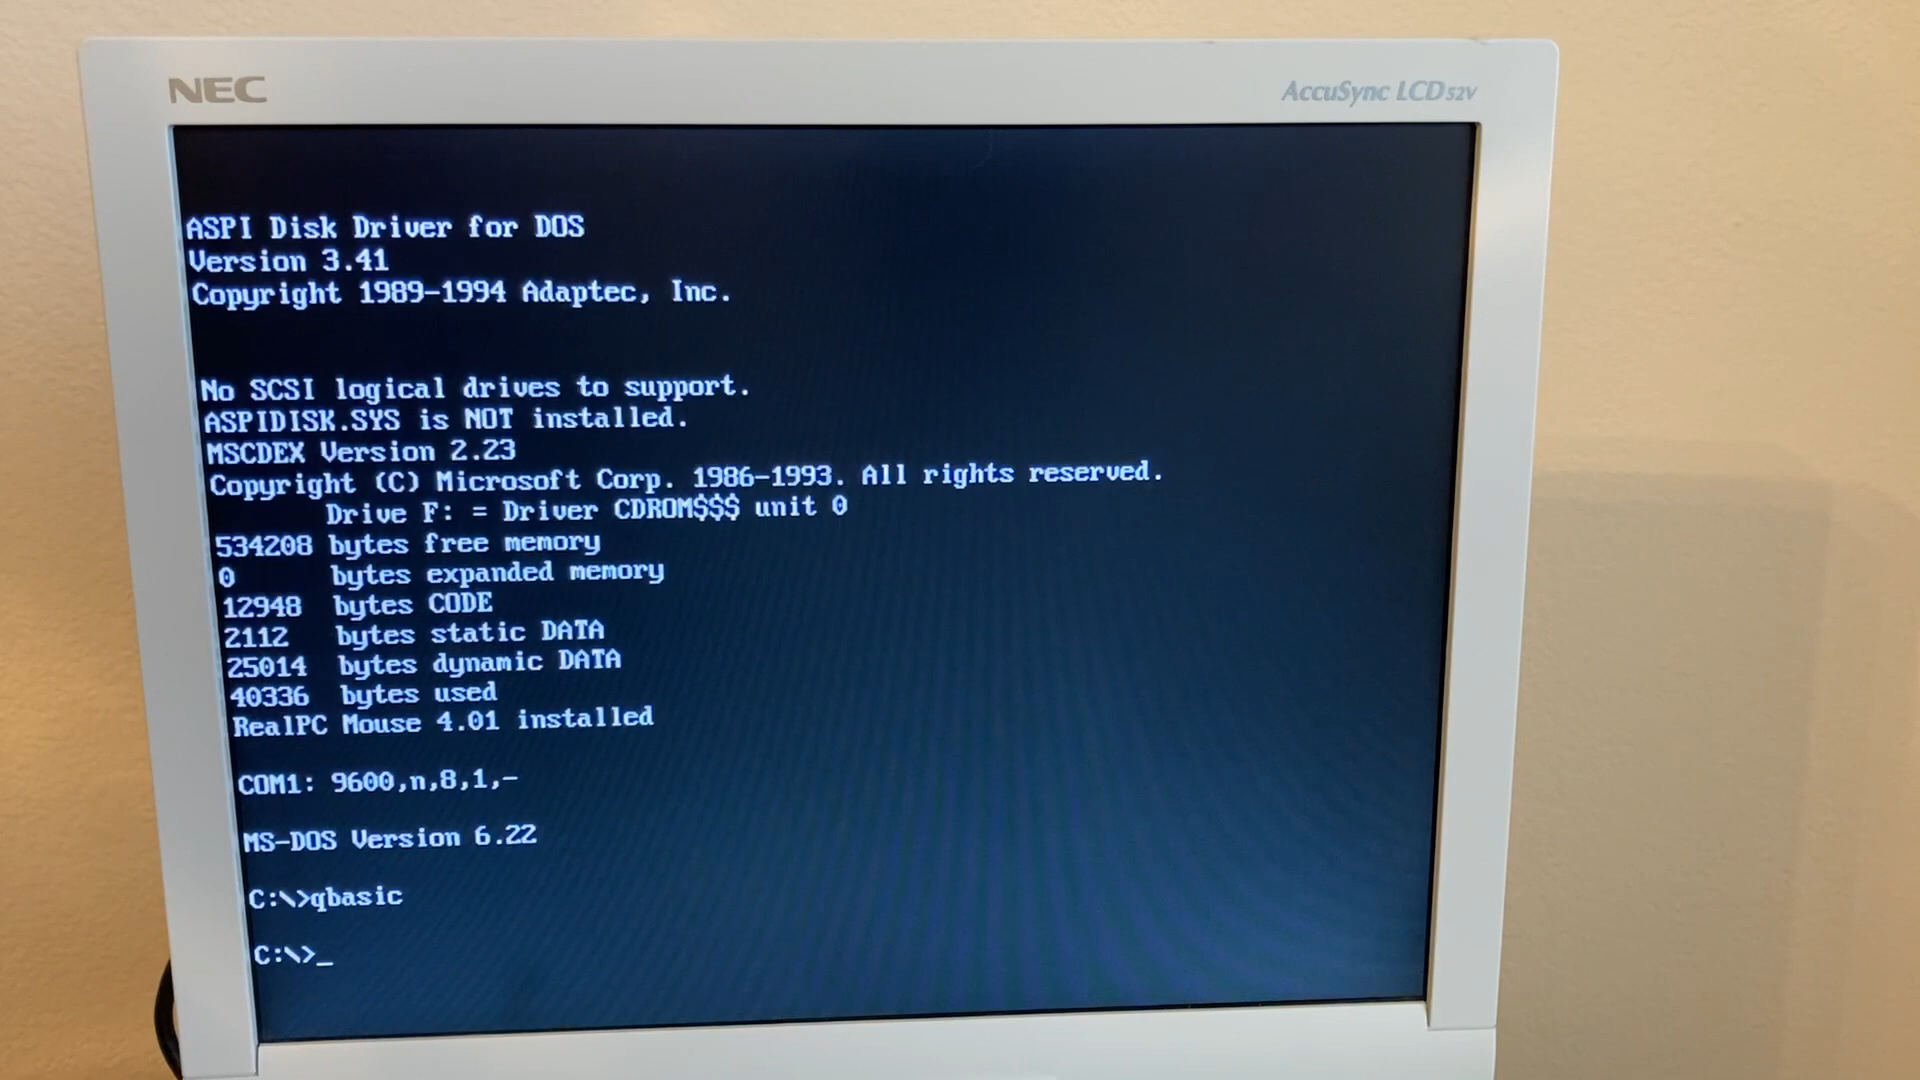 NEC
AccuSync LCD52V
ASPI Disk Driver for DOS
Version 3.41
Copyright 1989-1994 Adaptec, Inc.
No SCSI logical drives to support.
ASPIDISK.SYS is NOT installed.
MSCDEX Version 2.23
Copyright (C) Microsoft Corp. 1986-1993. All rights reserved.
Drive F: = Driver CDROM$$$ unit 0
534208 bytes free memory
0 bytes expanded memory
12948 bytes CODE
2112 bytes static DATA
25014 bytes dynamic DATA
40336 bytes used
RealPC Mouse 4.01 installed
COM1: 9600,n,8,1,-
MS-DOS Version 6.22
C:\>qbasic
C:\>_